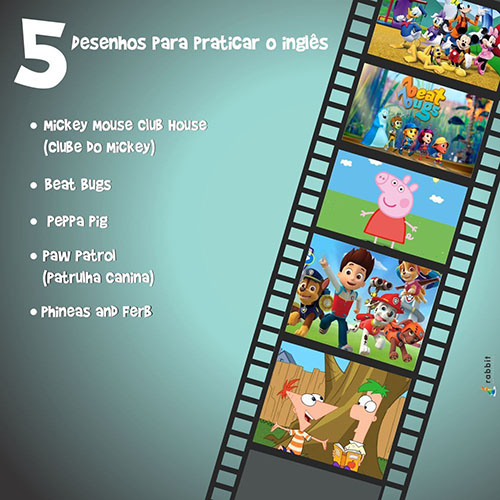 5 Desenhos para praticar o inglês
• Mickey Mouse Club House
(Clube do Mickey)
• Beat Bugs
• Peppa Pig
• Paw Patrol
(Patrulha Canina)
• Phineas and Ferb
beat
bugs
rabbit